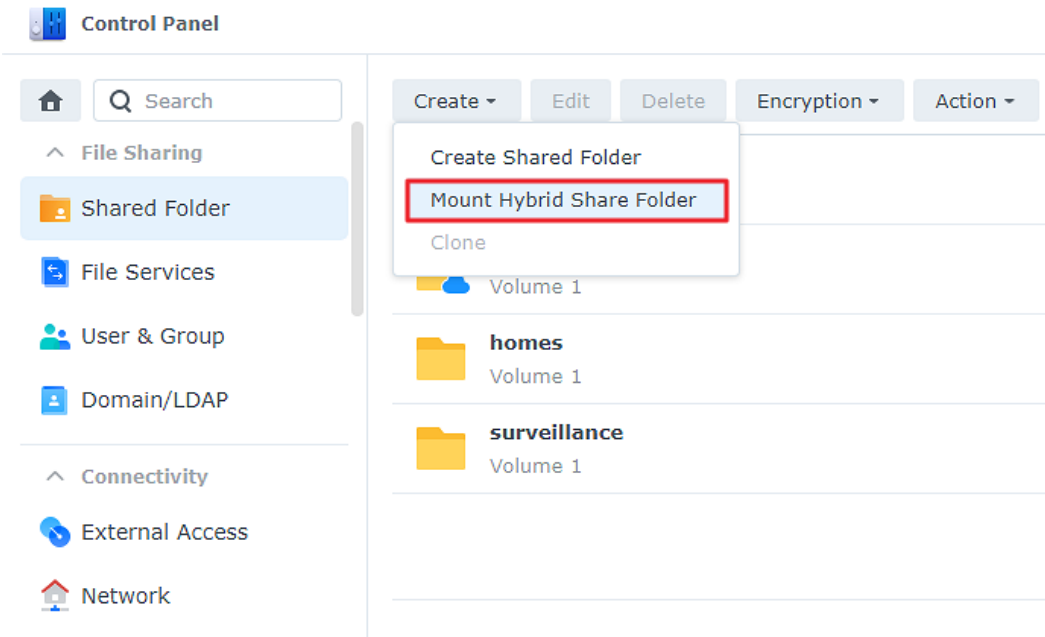 Control Panel
Search
File Sharing
Shared Folder
File Services
User & Group
Domain/LDAP
Connectivity
External Access
Network
Create
Edit
Delete
Encryption
Action
Create Shared Folder
Mount Hybrid Share Folder
Clone
Volume 1
homes
Volume 1
surveillance
Volume 1